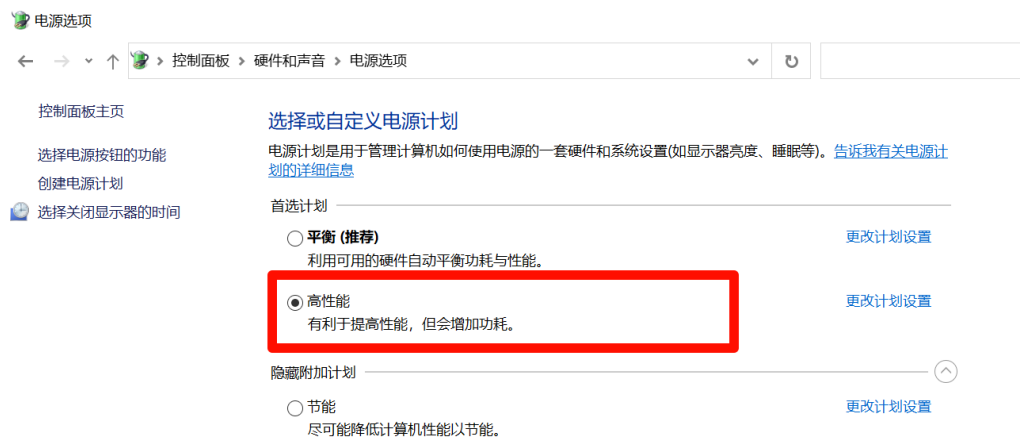 电源选项
控制面板 > 硬件和声音 > 电源选项
控制面板主页
选择电源按钮的功能
创建电源计划
选择关闭显示器的时间
选择或自定义电源计划
电源计划是用于管理计算机如何使用电源的一套硬件和系统设置(如显示器亮度、睡眠等)。告诉我有关电源计
划的详细信息
首选计划
平衡 (推荐) 更改计划设置
利用可用的硬件自动平衡功耗与性能。
高性能 更改计划设置
有利于提高性能，但会增加功耗。
隐藏附加计划
节能 更改计划设置
尽可能降低计算机性能以节能。